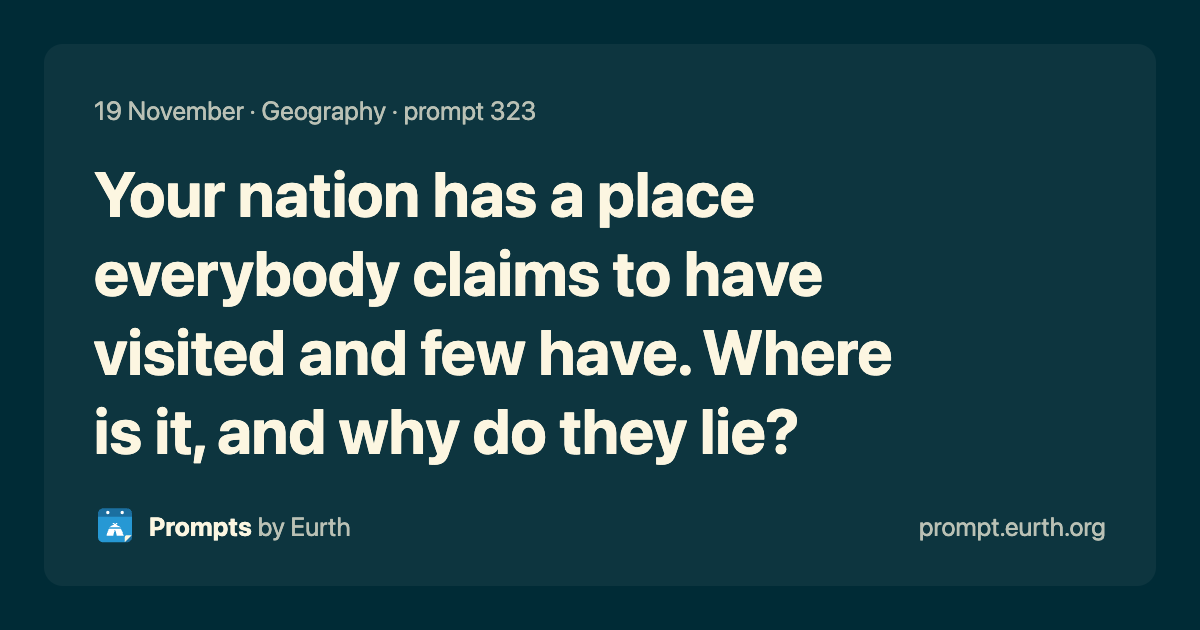 19 November · Geography · prompt 323
Your nation has a place
everybody claims to have
visited and few have. Where
is it, and why do they lie?
Prompts by Eurth
prompt.eurth.org